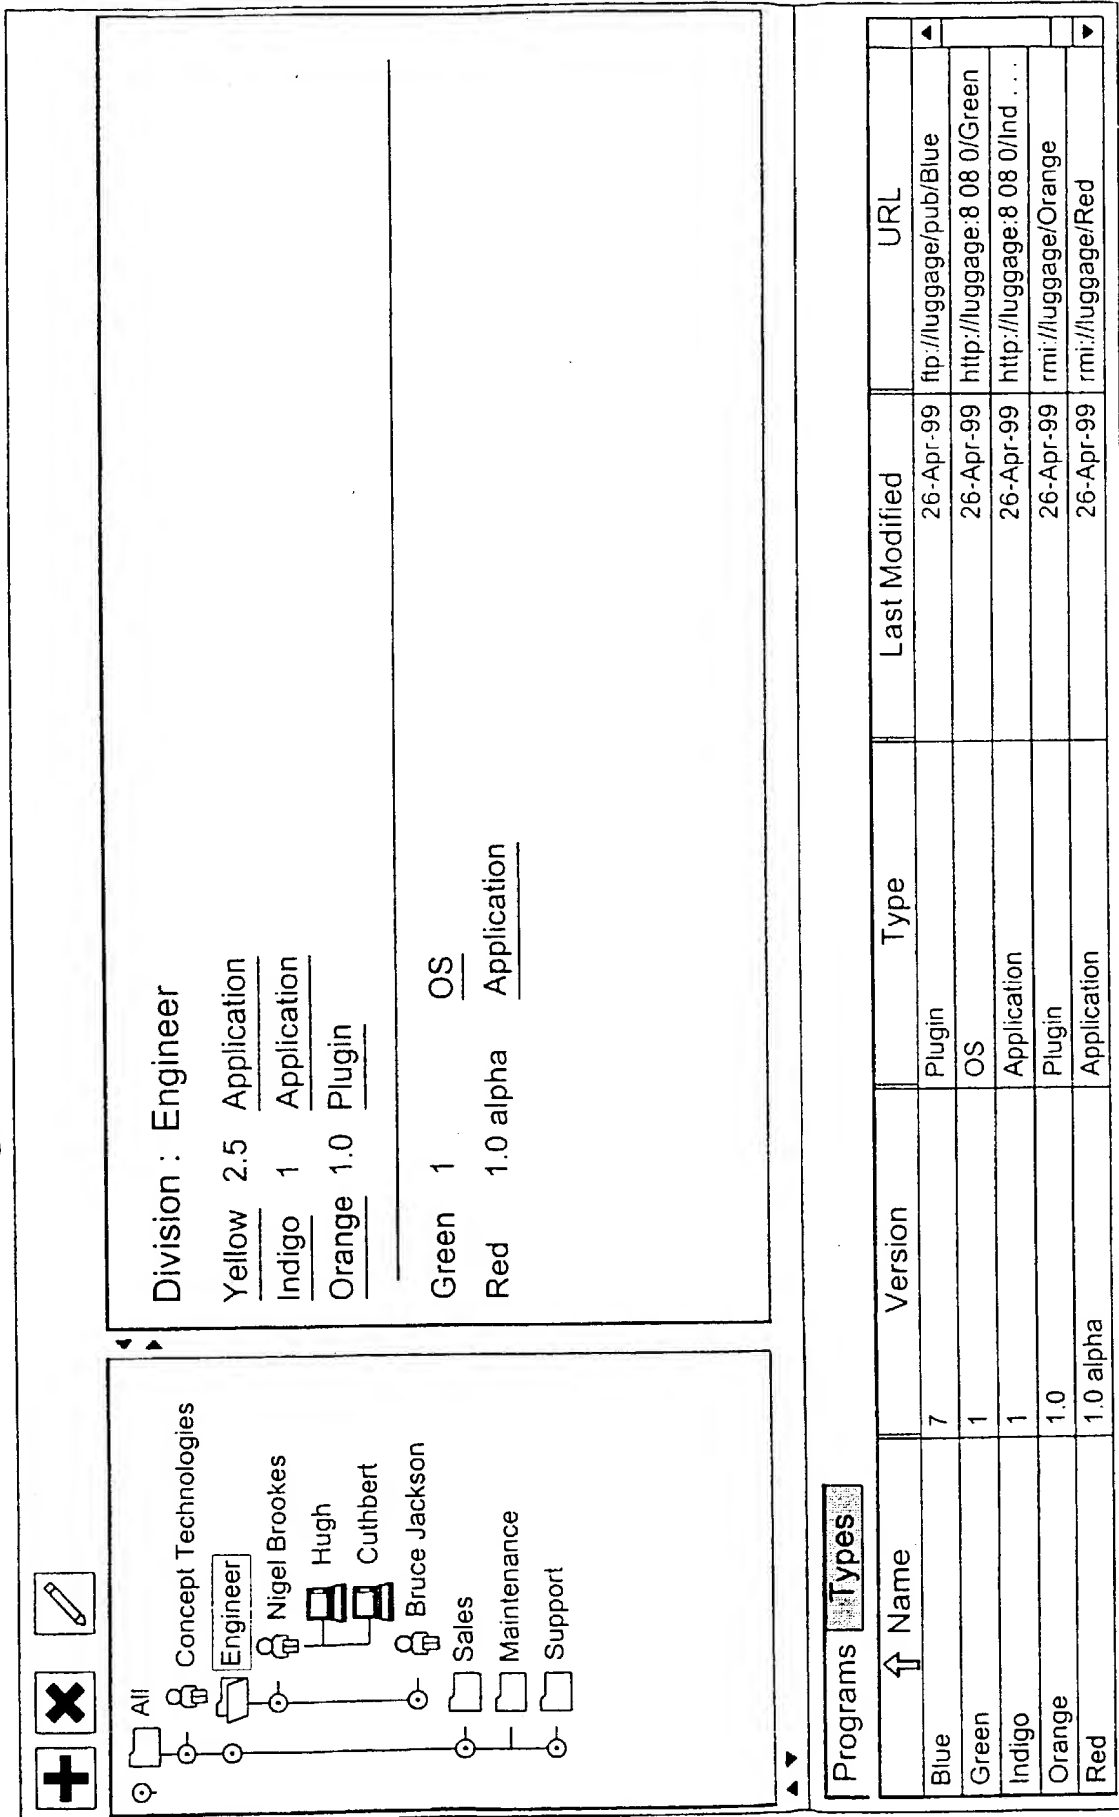 All
Concept Technologies
Engineer
Nigel Brookes
Hugh
Cuthbert
Bruce Jackson
Sales
Maintenance
Support
Division : Engineer
Yellow 2.5 Application
Indigo 1 Application
Orange 1.0 Plugin
Green 1 OS
Red 1.0 alpha Application
Programs Types
Name Version Type Last Modified URL
Blue 7 Plugin 26-Apr-99 ftp://luggage/pub/Blue
Green 1 OS 26-Apr-99 http://luggage:8 08 0/Green
Indigo 1 Application 26-Apr-99 http://luggage:8 08 0/Ind ...
Orange 1.0 Plugin 26-Apr-99 rmi://luggage/Orange
Red 1.0 alpha Application 26-Apr-99 rmi://luggage/Red